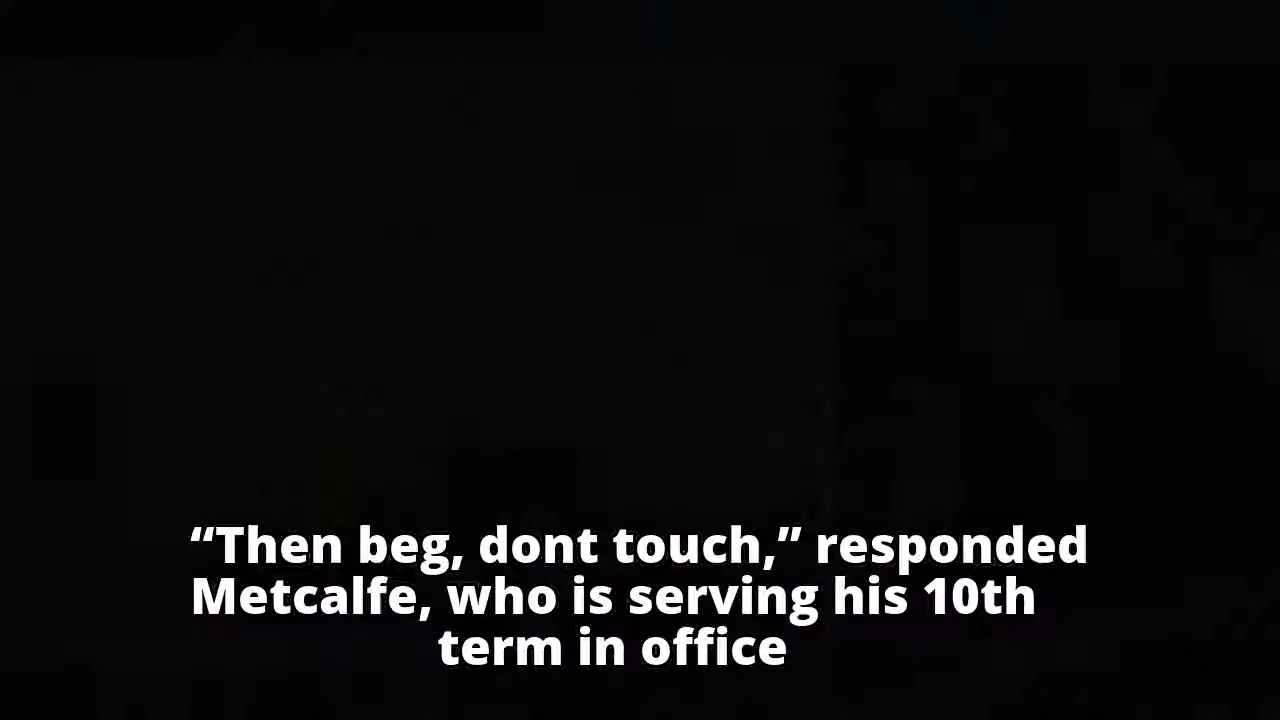 “Then beg, dont touch,” responded
Metcalfe, who is serving his 10th
term in office